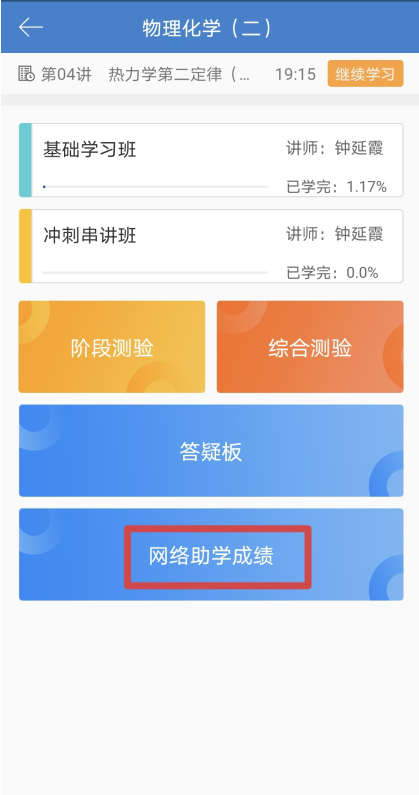 物理化学（二）
第04讲 热力学第二定律（... 19:15 继续学习
基础学习班 讲师：钟延霞
已学完：1.17%
冲刺串讲班 讲师：钟延霞
已学完：0.0%
阶段测验 综合测验
答疑板
网络助学成绩